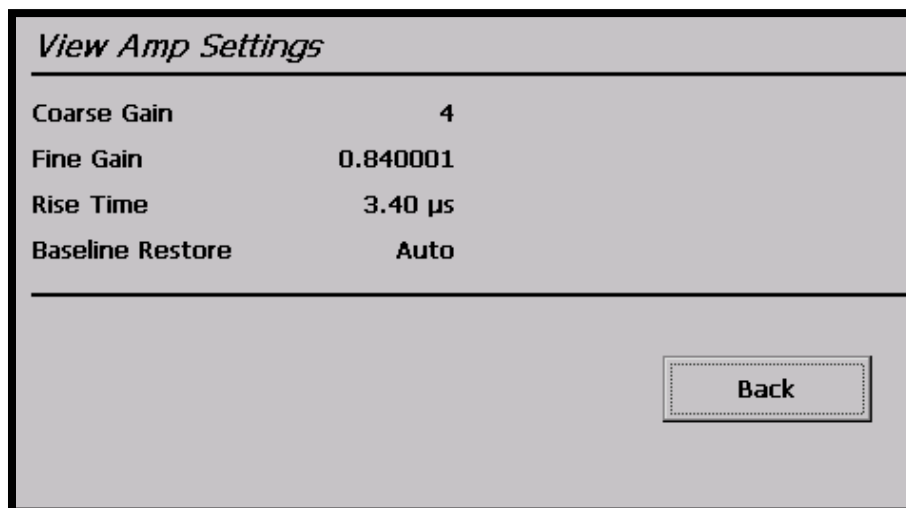 View Amp Settings
Coarse Gain 4
Fine Gain 0.840001
Rise Time 3.40 µs
Baseline Restore Auto
Back